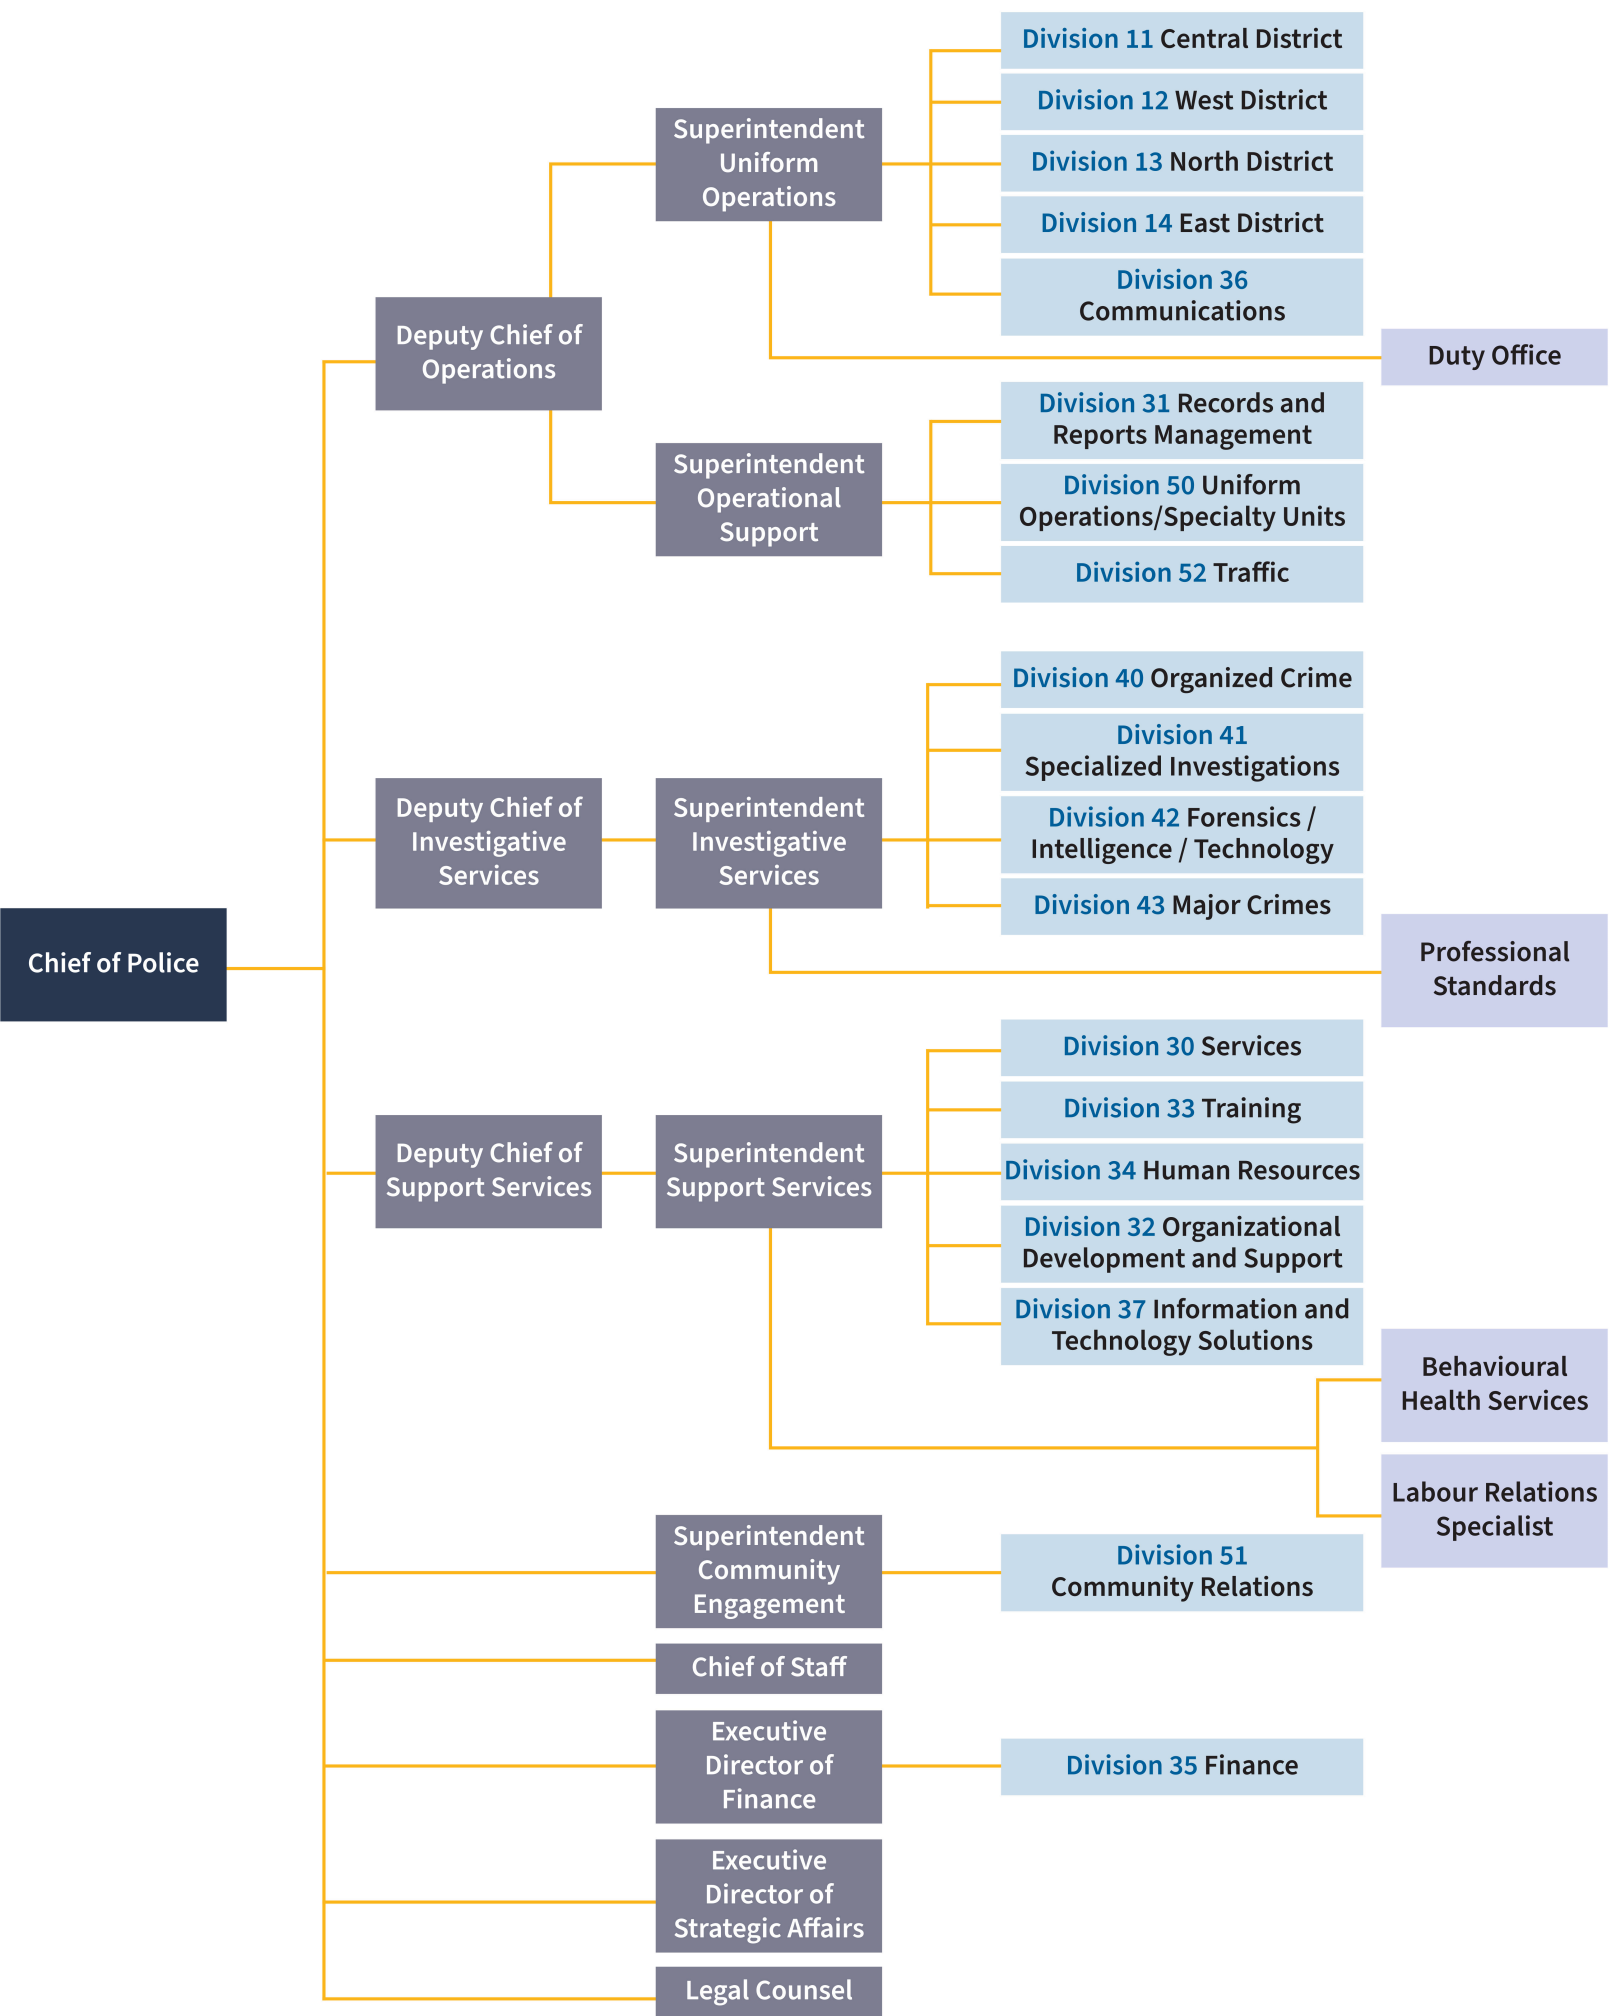 Chief of Police
Deputy Chief of
Operations
Superintendent
Uniform
Operations
Division 11 Central District
Division 12 West District
Division 13 North District
Division 14 East District
Division 36
Communications
Duty Office
Superintendent
Operational
Support
Division 31 Records and
Reports Management
Division 50 Uniform
Operations/Specialty Units
Division 52 Traffic
Deputy Chief of
Investigative
Services
Superintendent
Investigative
Services
Division 40 Organized Crime
Division 41
Specialized Investigations
Division 42 Forensics /
Intelligence / Technology
Division 43 Major Crimes
Professional
Standards
Deputy Chief of
Support Services
Superintendent
Support Services
Division 30 Services
Division 33 Training
Division 34 Human Resources
Division 32 Organizational
Development and Support
Division 37 Information and
Technology Solutions
Behavioural
Health Services
Labour Relations
Specialist
Superintendent
Community
Engagement
Division 51
Community Relations
Chief of Staff
Executive
Director of
Finance
Division 35 Finance
Executive
Director of
Strategic Affairs
Legal Counsel